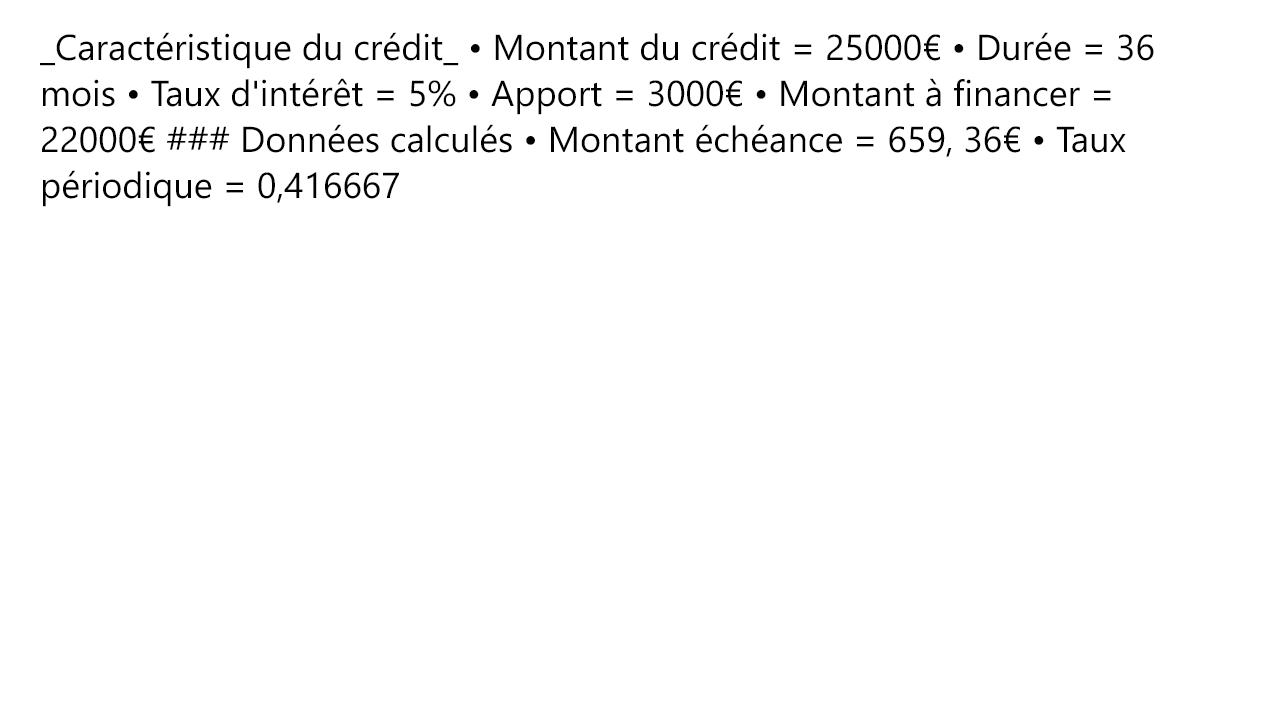 _Caractéristique du crédit_ • Montant du crédit = 25000€ • Durée = 36
mois • Taux d'intérêt = 5% • Apport = 3000€ • Montant à financer =
22000€ ### Données calculés • Montant échéance = 659, 36€ • Taux
périodique = 0,416667